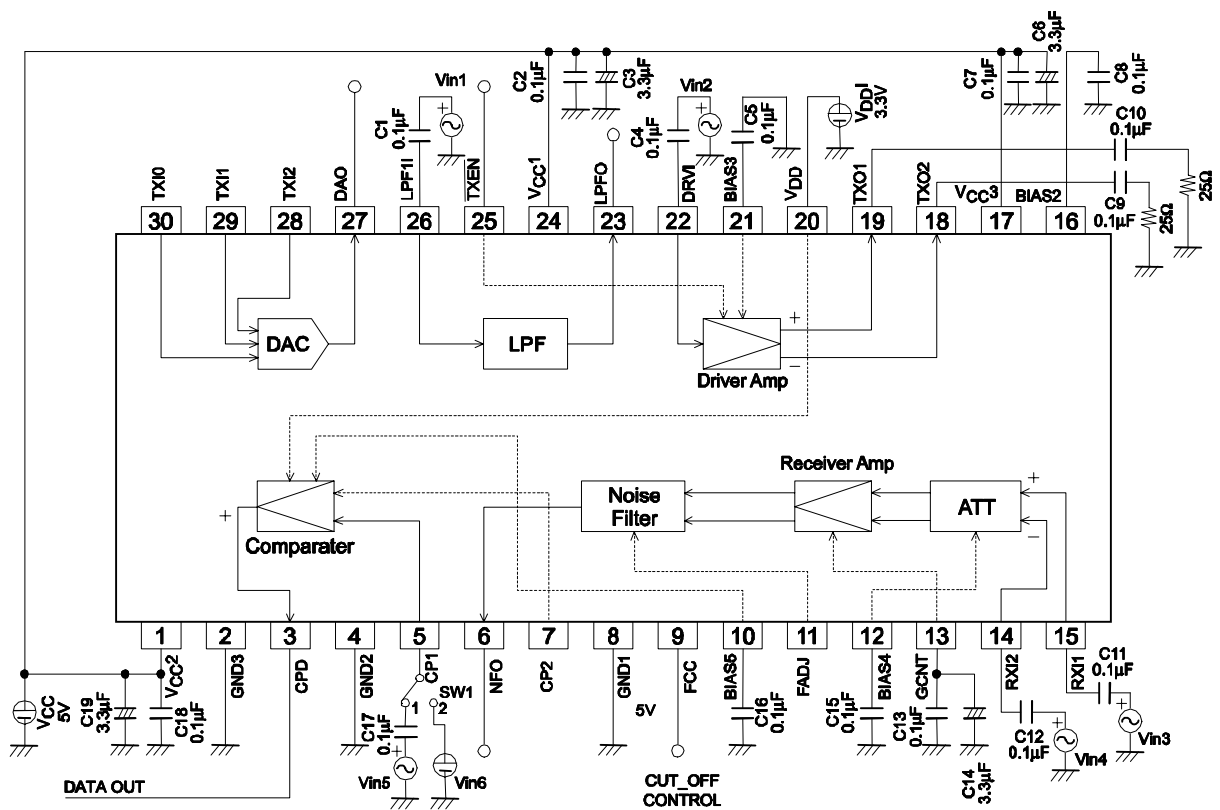 C2
0.1µF
C3
3.3µF
C7
0.1µF
C6
3.3µF
C8
0.1µF
Vin1
+
C1
0.1µF
Vin2
+
C4
0.1µF
C5
0.1µF
+
VDD1
3.3V
C10
0.1µF
25Ω
C9
0.1µF
25Ω
TXI0
TXI1
TXI2
DAO
LPF1I
TXEN
VCC1
LPFO
DRVI
BIAS3
VDD
TXO1
TXO2
VCC3
BIAS2
30
29
28
27
26
25
24
23
22
21
20
19
18
17
16
DAC
LPF
Driver Amp
+
−
Comparater
+
Noise
Filter
Receiver Amp
ATT
+
−
1
2
3
4
5
6
7
8
9
10
11
12
13
14
15
VCC2
GND3
CPD
GND2
CP1
NFO
CP2
GND1
FCC
BIAS5
FADJ
BIAS4
GCNT
RXI2
RXI1
VCC
5V
C19
3.3µF
C18
0.1µF
SW1
1
2
C17
0.1µF
+
Vin5
+
Vin6
5V
C16
0.1µF
C15
0.1µF
C13
0.1µF
C14
3.3µF
C12
0.1µF
+
Vin4
C11
0.1µF
+
Vin3
DATA OUT
CUT_OFF
CONTROL